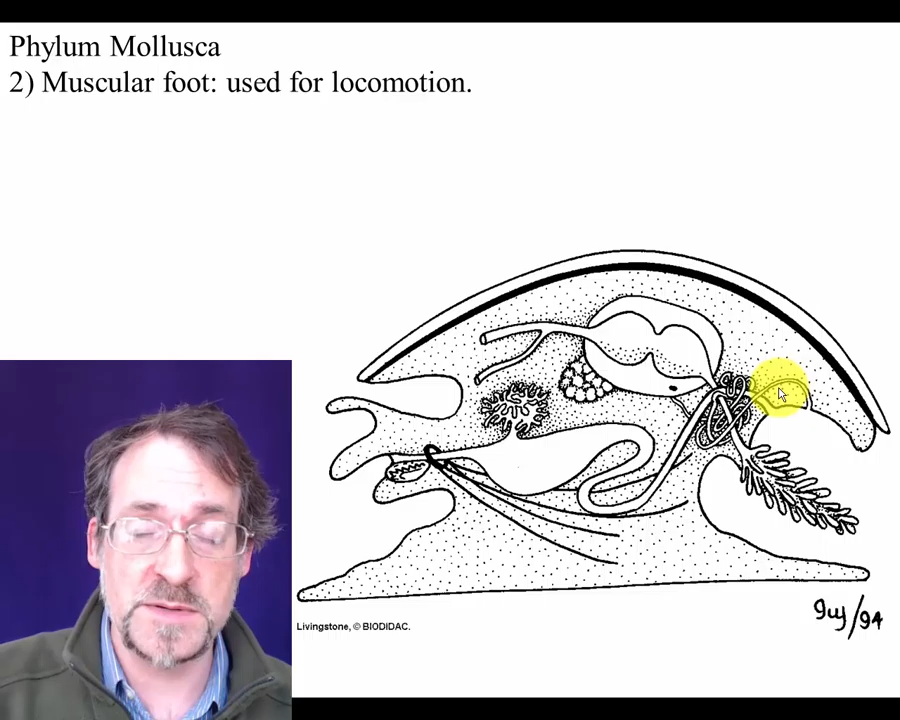 Phylum Mollusca
2) Muscular foot: used for locomotion.
Livingstone, © BIODIDAC.
guy/94